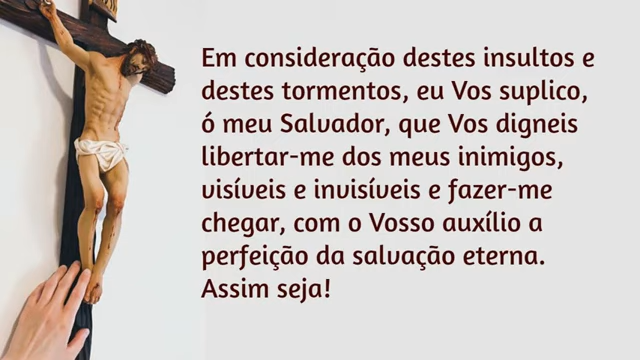 Em consideração destes insultos e
destes tormentos, eu Vos suplico,
ó meu Salvador, que Vos digneis
libertar-me dos meus inimigos,
visíveis e invisíveis e fazer-me
chegar, com o Vosso auxílio a
perfeição da salvação eterna.
Assim seja!